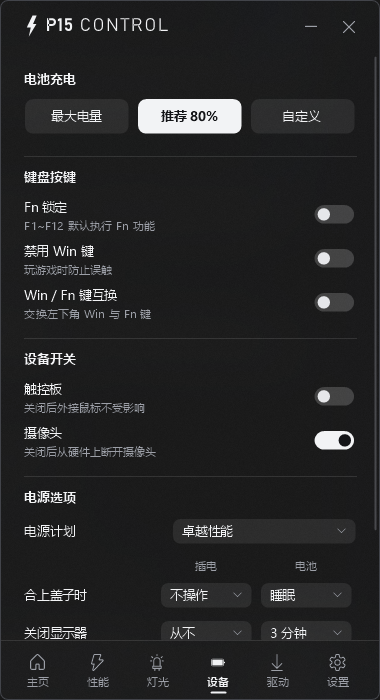 P15 CONTROL
电池充电
最大电量 推荐 80% 自定义
键盘按键
Fn 锁定
F1~F12 默认执行 Fn 功能
禁用 Win 键
玩游戏时防止误触
Win / Fn 键互换
交换左下角 Win 与 Fn 键
设备开关
触控板
关闭后外接鼠标不受影响
摄像头
关闭后从硬件上断开摄像头
电源选项
电源计划 卓越性能
插电 电池
合上盖子时 不操作 睡眠
关闭显示器 从不 3 分钟
主页 性能 灯光 设备 驱动 设置